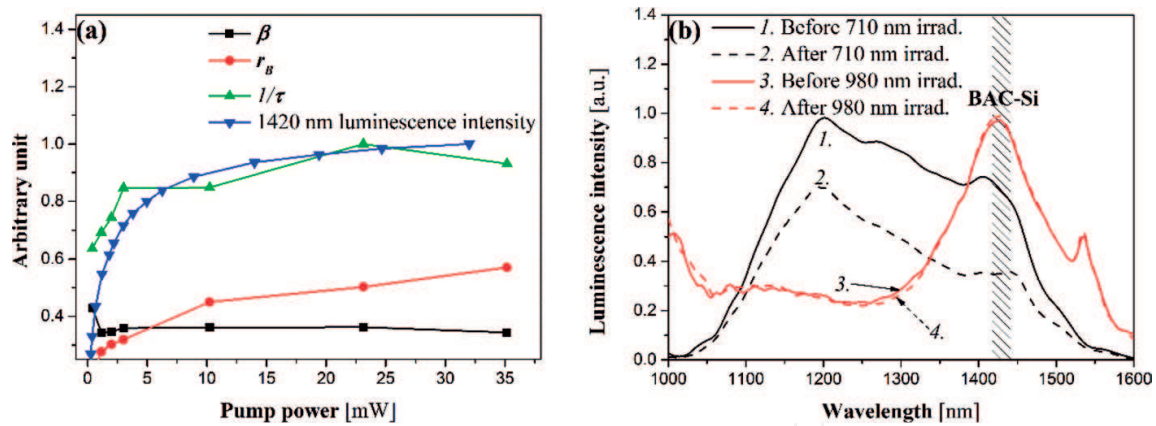 (a)
β
r_B
1/τ
1420 nm luminescence intensity
Arbitrary unit
1.4
1.2
1.0
0.8
0.6
0.4
0 5 10 15 20 25 30 35
Pump power [mW]
(b)
1. Before 710 nm irrad.
2. After 710 nm irrad.
3. Before 980 nm irrad.
4. After 980 nm irrad.
BAC-Si
1.
2.
3.
4.
Luminescence intensity [a.u.]
1.4
1.2
1.0
0.8
0.6
0.4
0.2
0.0
1000 1100 1200 1300 1400 1500 1600
Wavelength [nm]